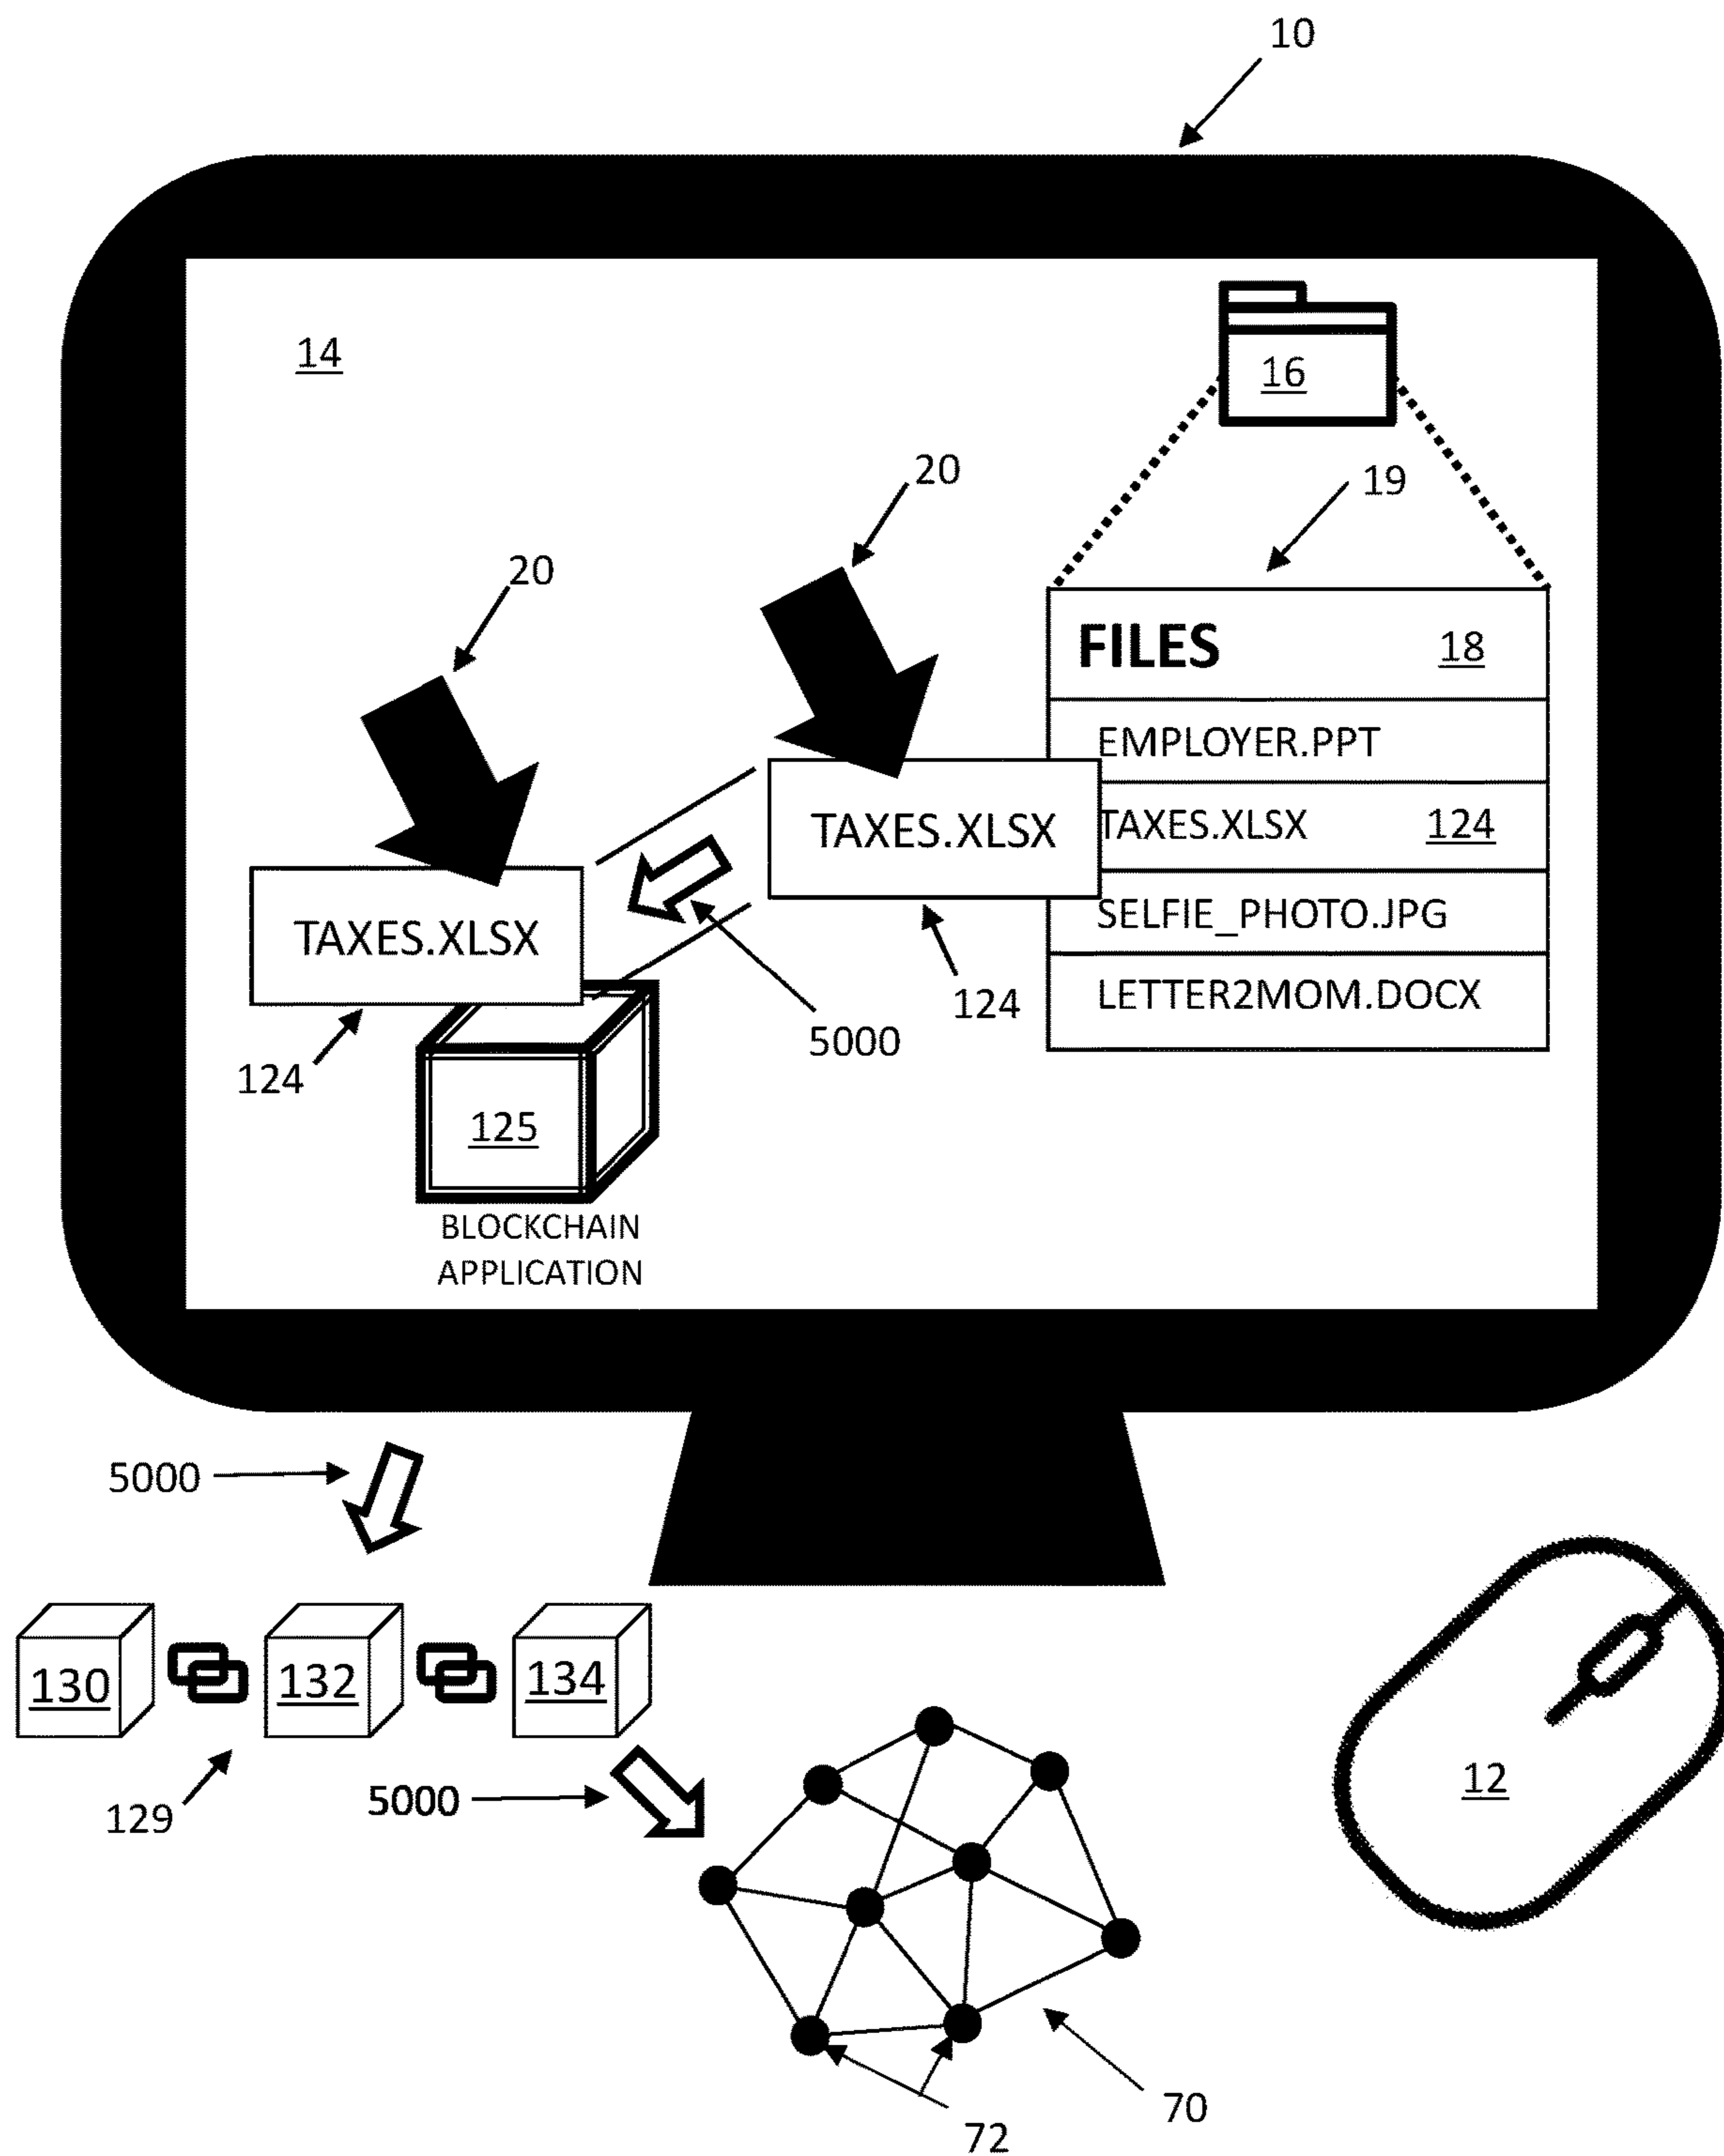 10
14
16
20
19
20
FILES 18
EMPLOYER.PPT
TAXES.XLSX 124
TAXES.XLSX
SELFIE_PHOTO.JPG
TAXES.XLSX
LETTER2MOM.DOCX
124
5000
124
125
BLOCKCHAIN
APPLICATION
5000
130
132
134
12
129
5000
70
72